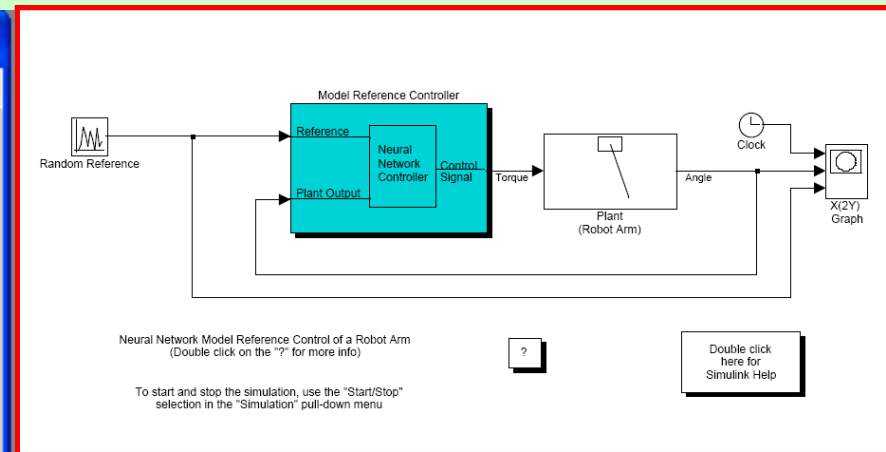 Model Reference Controller
Random Reference
Reference
Plant Output
Neural
Network
Controller
Control
Signal
Torque
Plant
(Robot Arm)
Angle
Clock
X(2Y)
Graph
Neural Network Model Reference Control of a Robot Arm
(Double click on the "?" for more info)
?
Double click
here for
Simulink Help
To start and stop the simulation, use the "Start/Stop"
selection in the "Simulation" pull-down menu